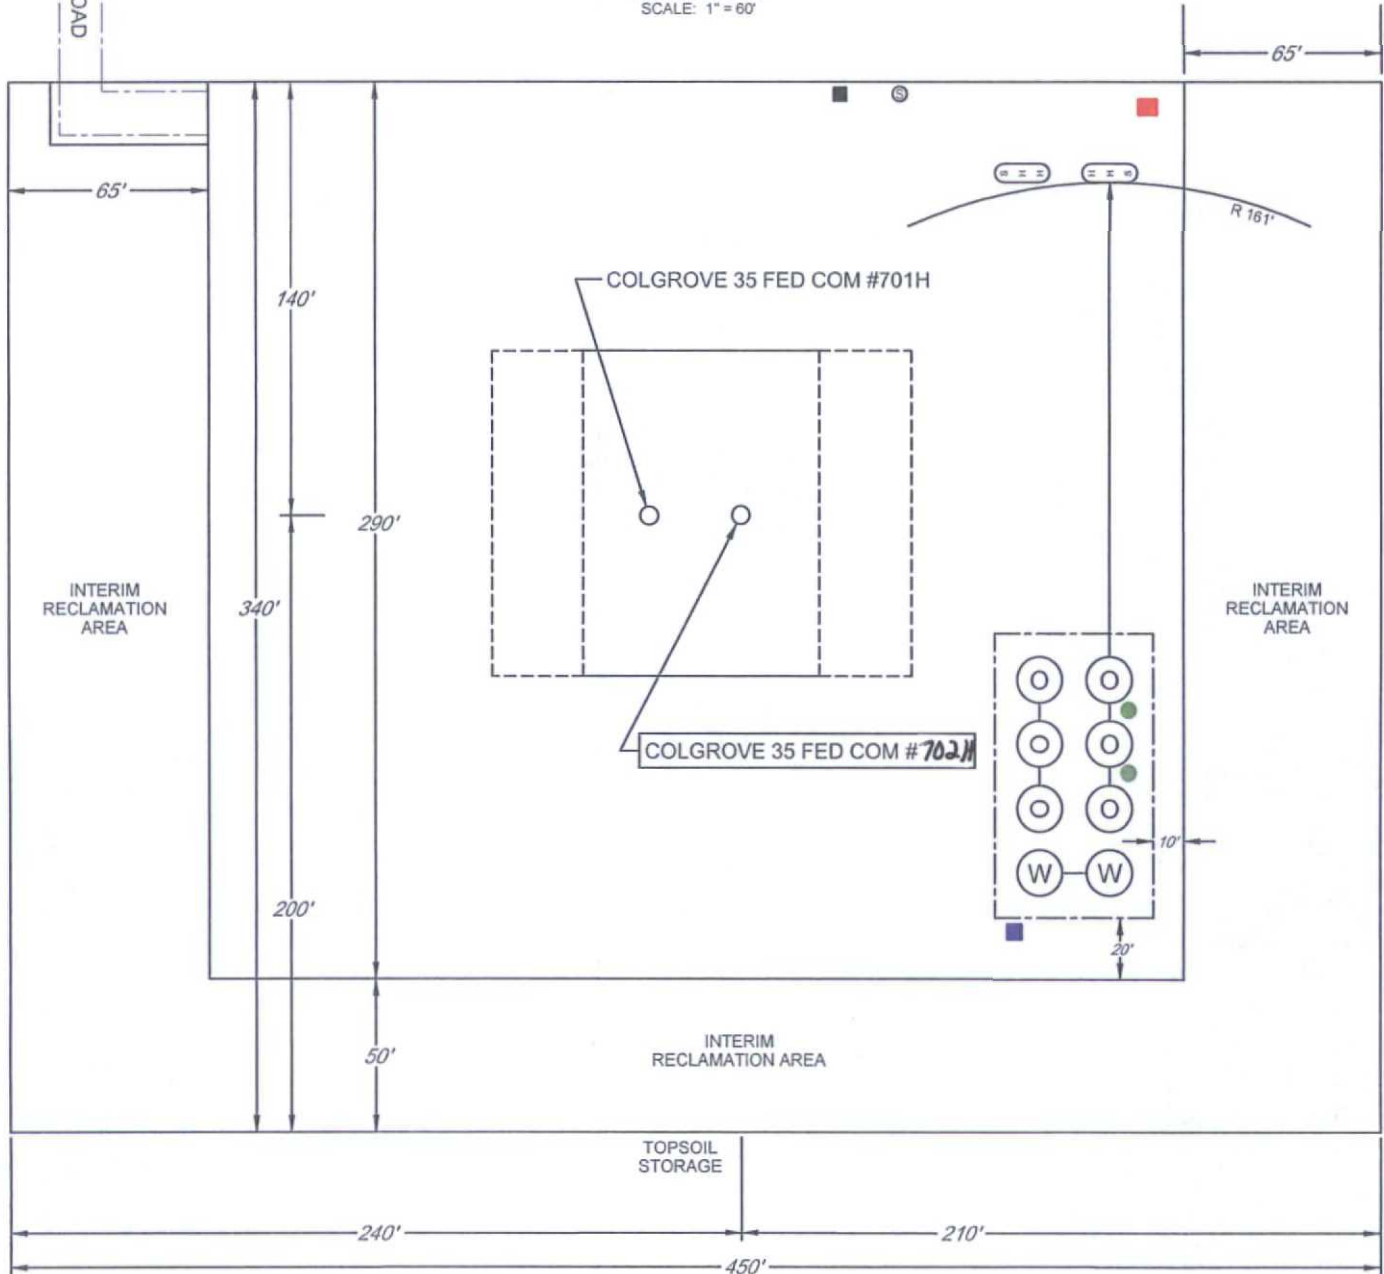 OAD
SCALE: 1" = 60'
65'
S
65'
S H H
H H S
R 161'
COLGROVE 35 FED COM #701H
140'
290'
INTERIM
RECLAMATION
AREA
340'
INTERIM
RECLAMATION
AREA
O O
COLGROVE 35 FED COM #702H
O O
O O
10'
W W
200'
20'
INTERIM
RECLAMATION AREA
50'
TOPSOIL
STORAGE
240'
210'
450'